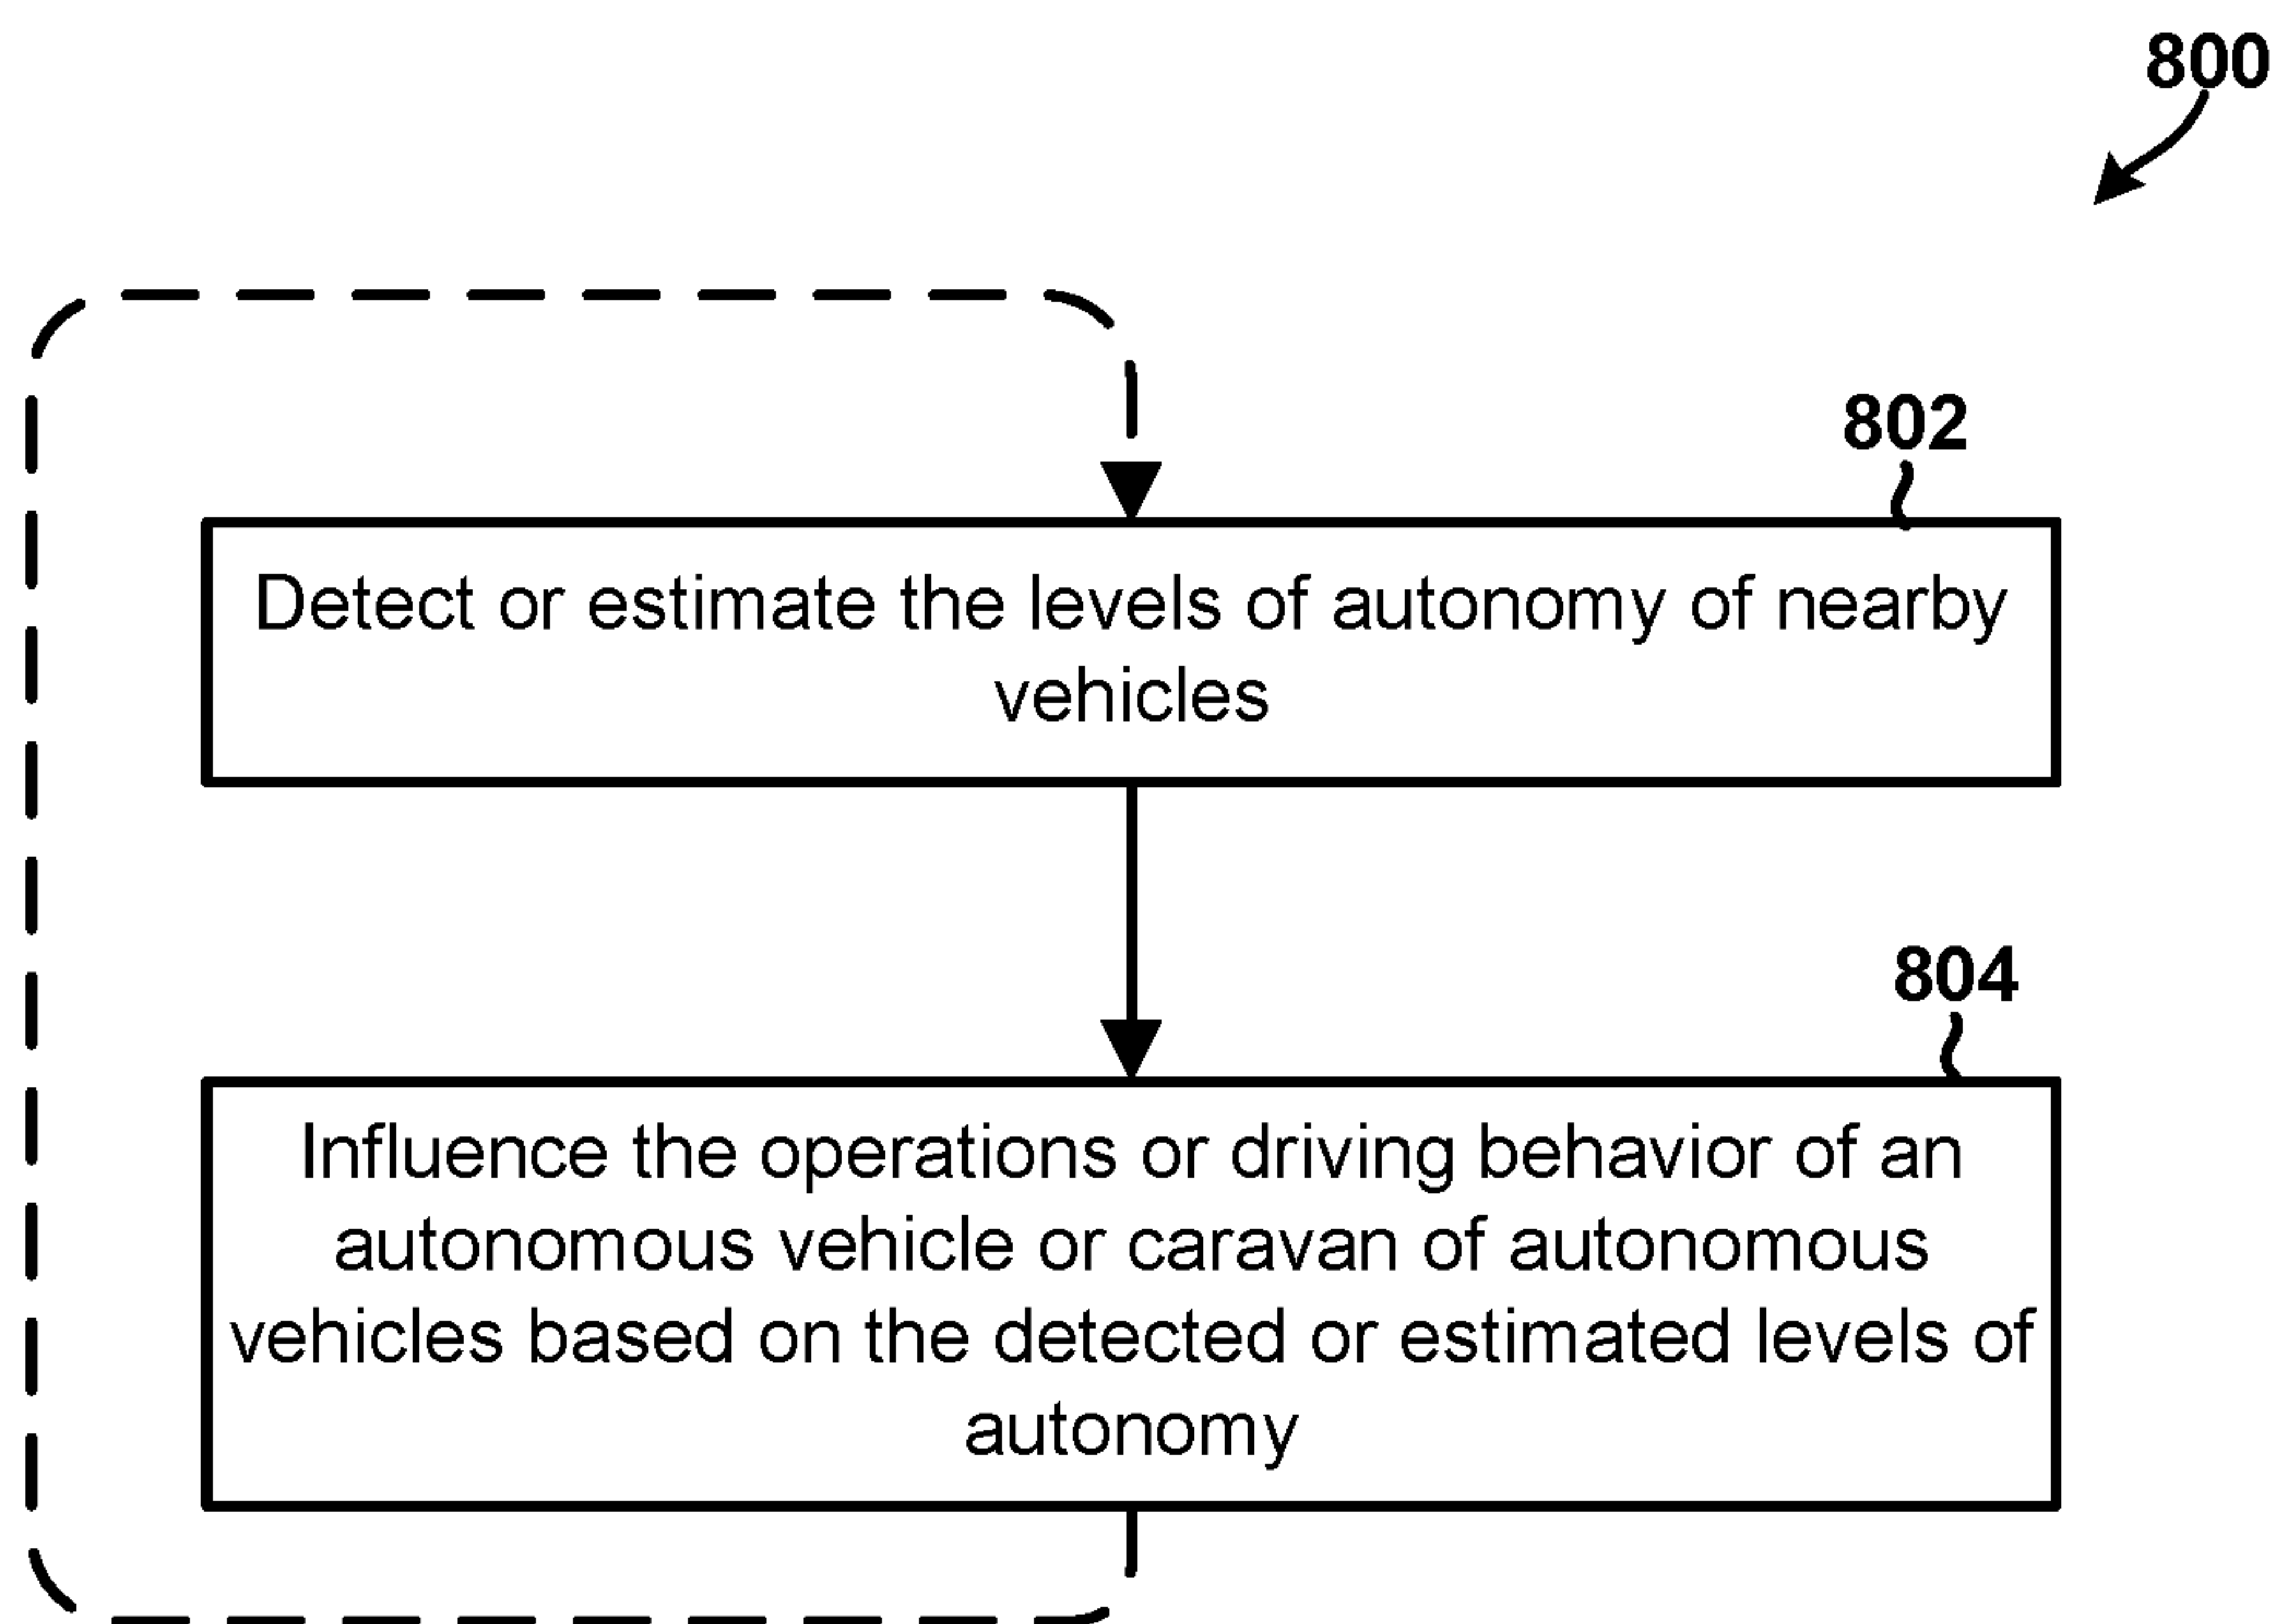 800
802
Detect or estimate the levels of autonomy of nearby
vehicles
804
Influence the operations or driving behavior of an
autonomous vehicle or caravan of autonomous
vehicles based on the detected or estimated levels of
autonomy